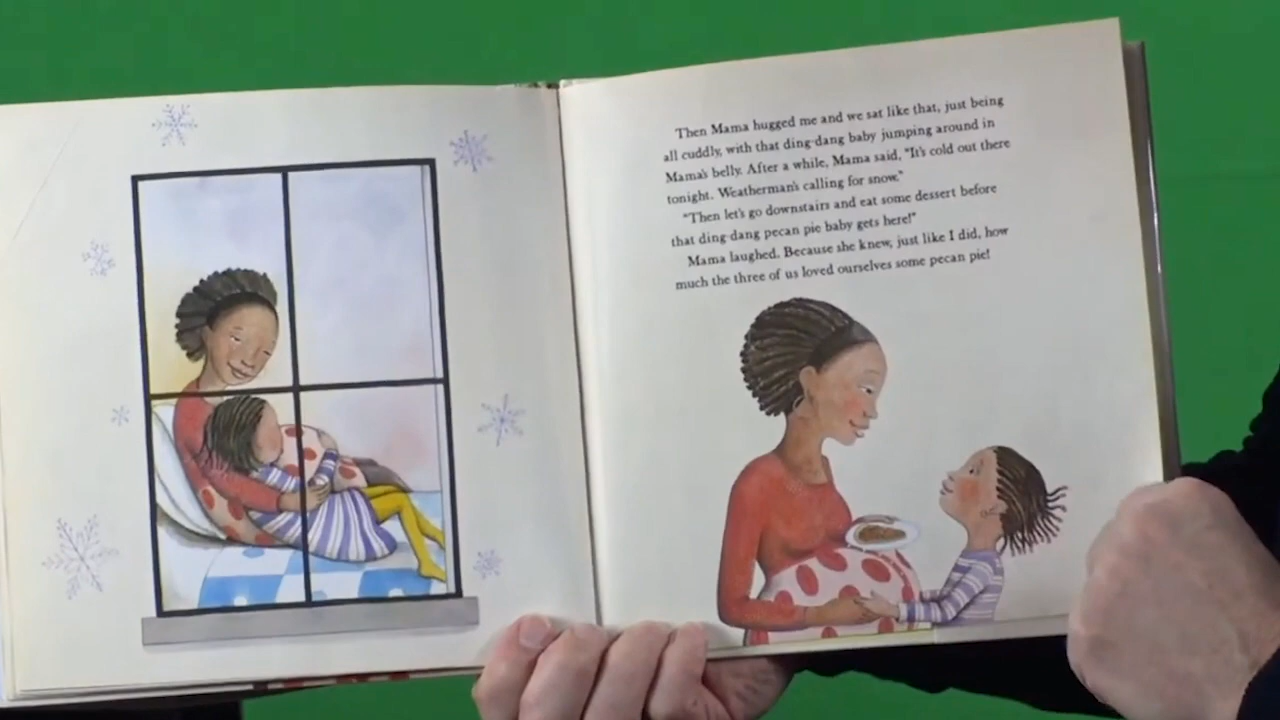 Then Mama hugged me and we sat like that, just being
all cuddly, with that ding-dang baby jumping around in
Mama's belly. After a while, Mama said, "It's cold out there
tonight. Weatherman's calling for snow."
"Then let's go downstairs and eat some dessert before
that ding-dang pecan pie baby gets here!"
Mama laughed. Because she knew, just like I did, how
much the three of us loved ourselves some pecan pie!